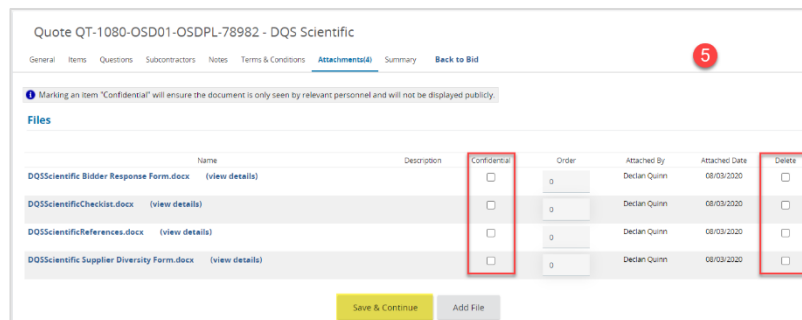 Quote QT-1080-OSD01-OSDPL-78982 - DQS Scientific
General Items Questions Subcontractors Notes Terms & Conditions Attachments(4) Summary Back to Bid
5
Marking an item "Confidential" will ensure the document is only seen by relevant personnel and will not be displayed publicly.
Files
Name Description Confidential Order Attached By Attached Date Delete
DQSScientific Bidder Response Form.docx (view details) 0 Declan Quinn 08/03/2020
DQSScientificCheckist.docx (view details) 0 Declan Quinn 08/03/2020
DQSScientificReferences.docx (view details) 0 Declan Quinn 08/03/2020
DQSScientific Supplier Diversity Form.docx (view details) 0 Declan Quinn 08/03/2020
Save & Continue Add File